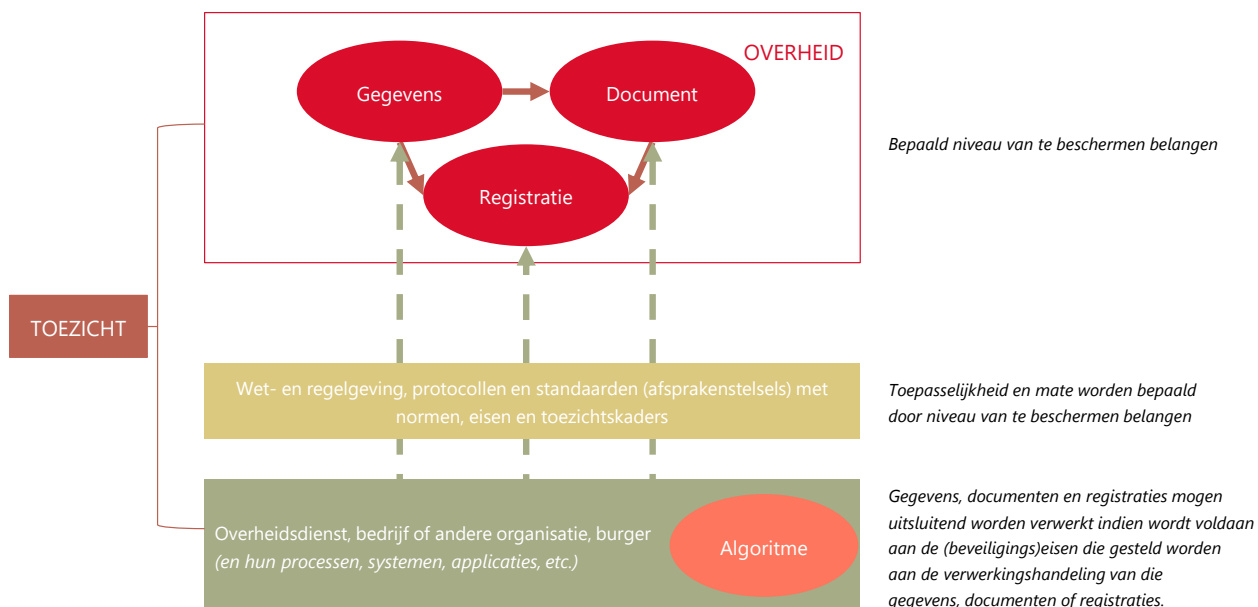 OVERHEID
Gegevens
Document
Registratie
Bepaald niveau van te beschermen belangen
TOEZICHT
Wet- en regelgeving, protocollen en standaarden (afsprakenstelsels) met
normen, eisen en toezichtskaders
Toepasselijkheid en mate worden bepaald
door niveau van te beschermen belangen
Overheidsdienst, bedrijf of andere organisatie, burger
(en hun processen, systemen, applicaties, etc.)
Algoritme
Gegevens, documenten en registraties mogen
uitsluitend worden verwerkt indien wordt voldaan
aan de (beveiligings)eisen die gesteld worden
aan de verwerkingshandeling van die
gegevens, documenten of registraties.